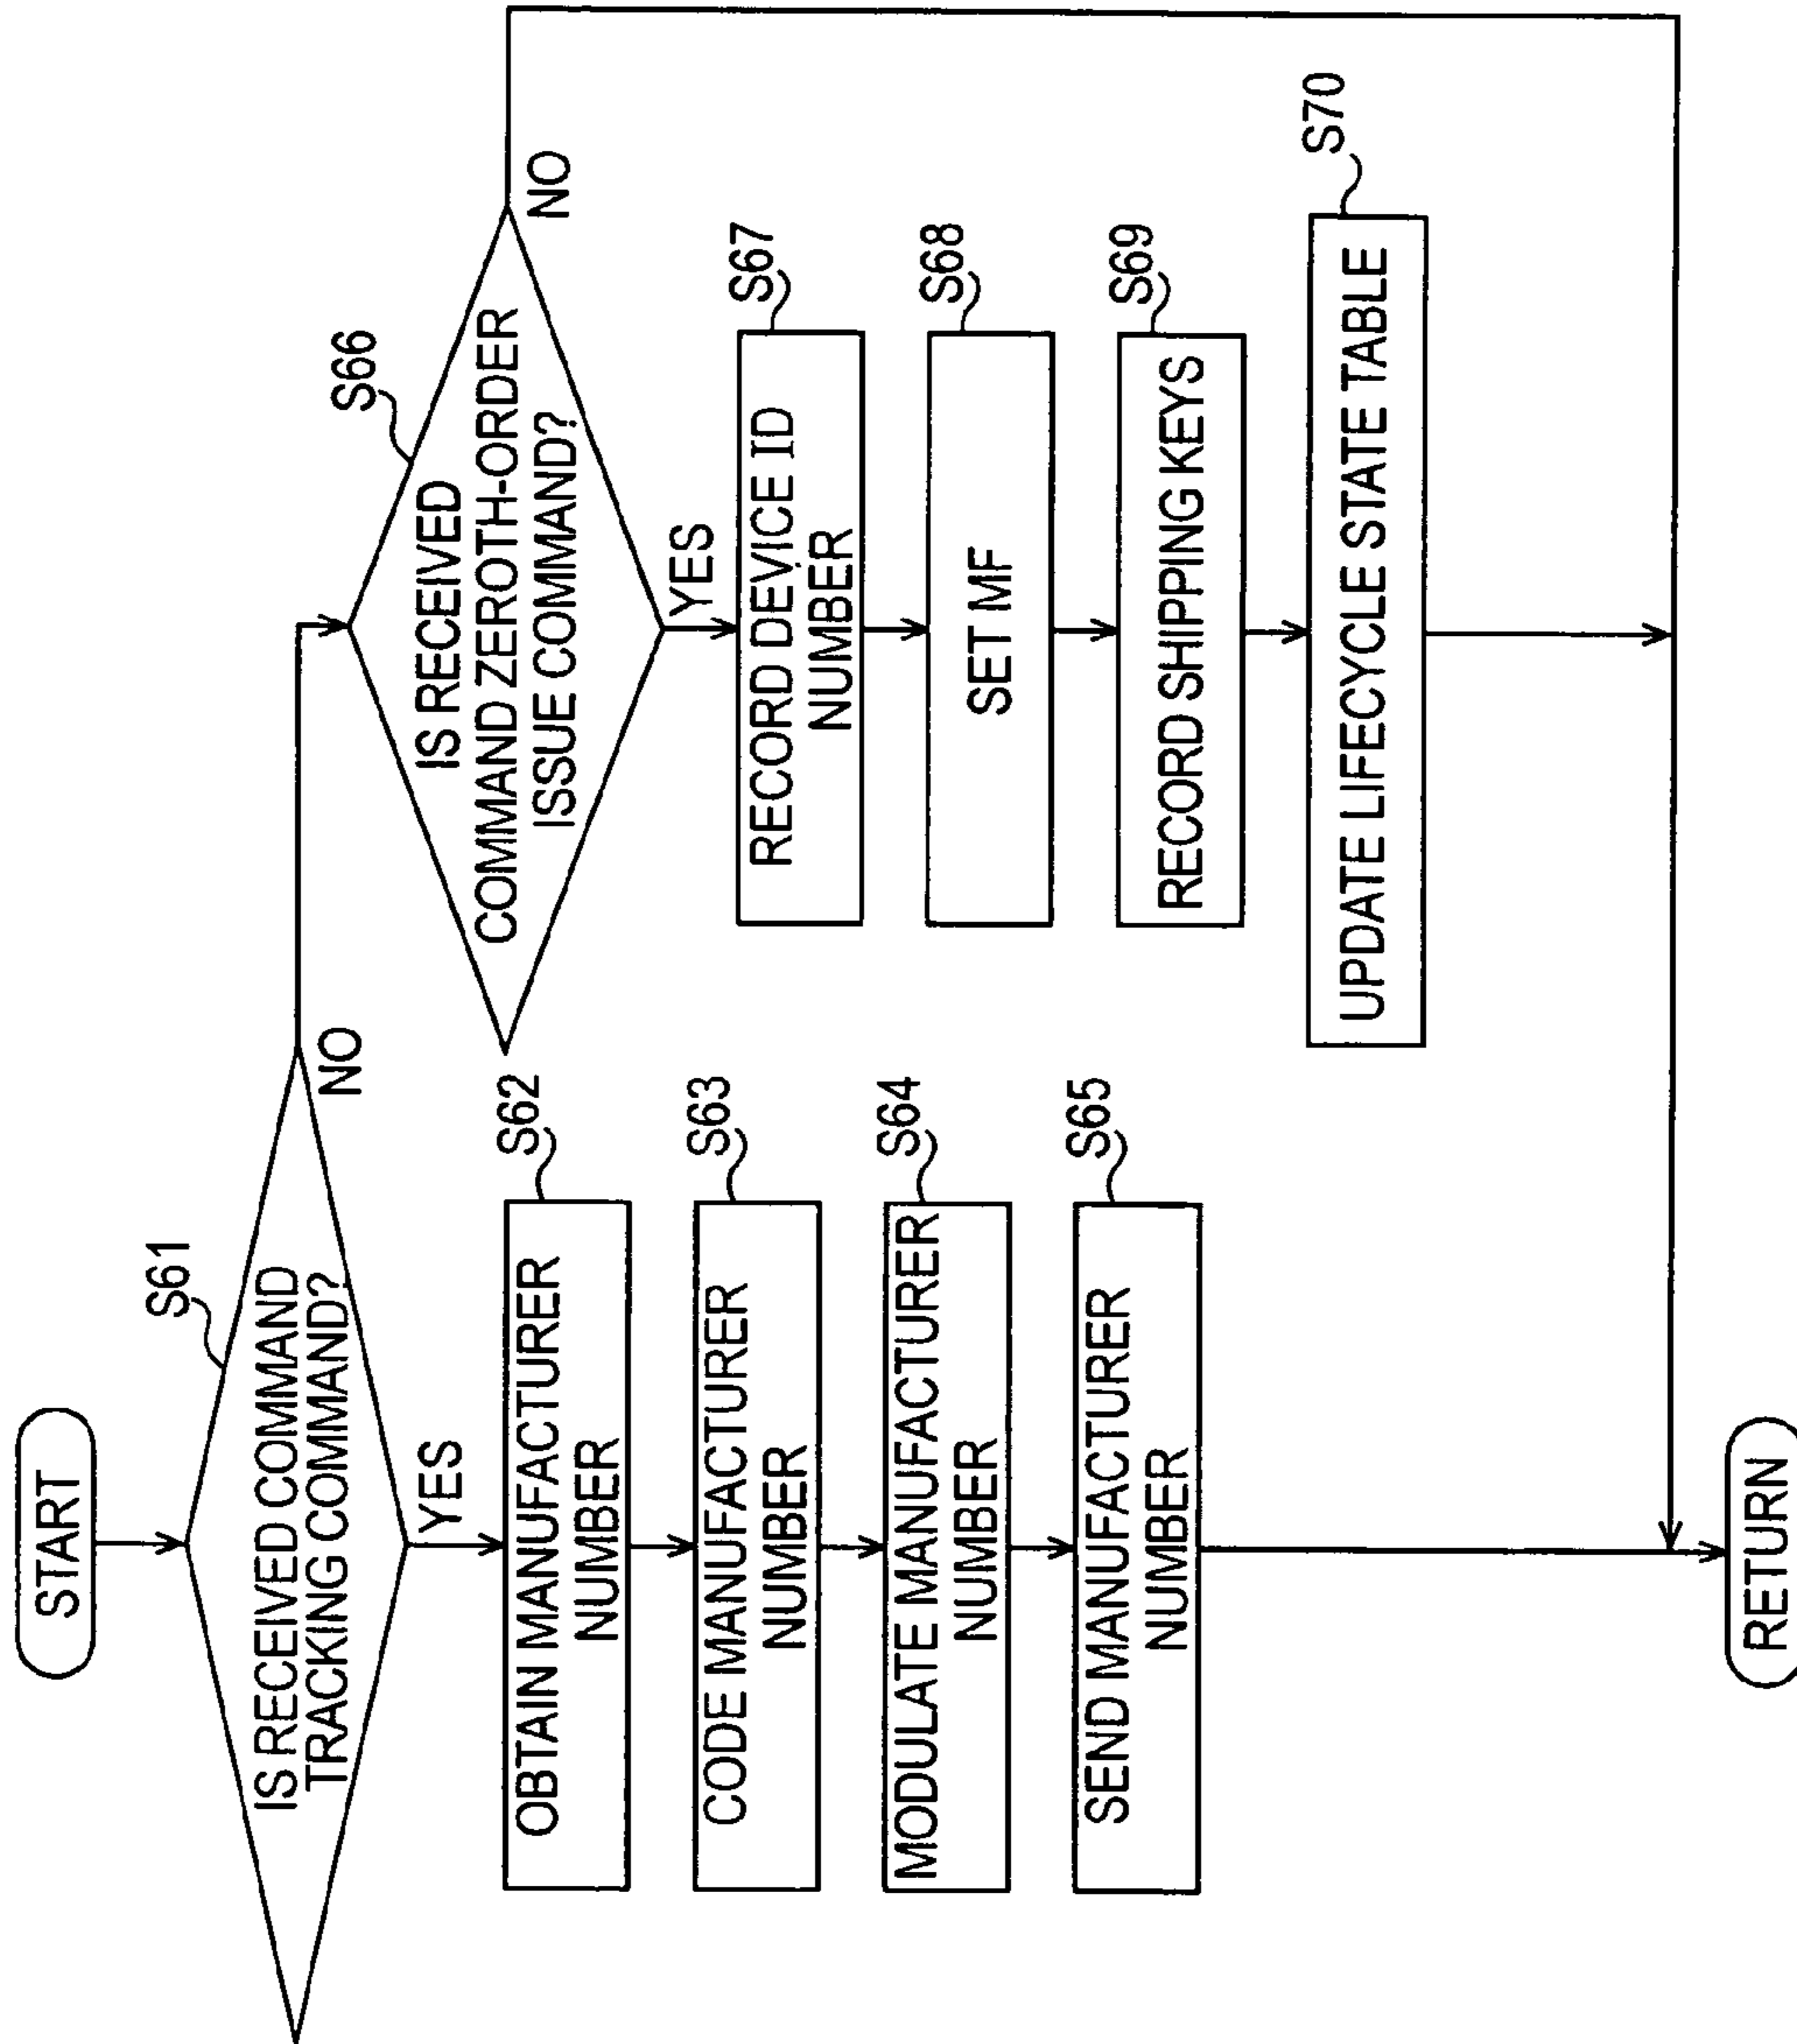 START
S61
IS RECEIVED COMMAND
TRACKING COMMAND?
NO
YES
S62
OBTAIN MANUFACTURER
NUMBER
S63
CODE MANUFACTURER
NUMBER
S64
MODULATE MANUFACTURER
NUMBER
S65
SEND MANUFACTURER
NUMBER
S66
IS RECEIVED
COMMAND ZEROTH-ORDER
ISSUE COMMAND?
NO
YES
S67
RECORD DEVICE ID
NUMBER
S68
SET MF
S69
RECORD SHIPPING KEYS
S70
UPDATE LIFECYCLE STATE TABLE
RETURN